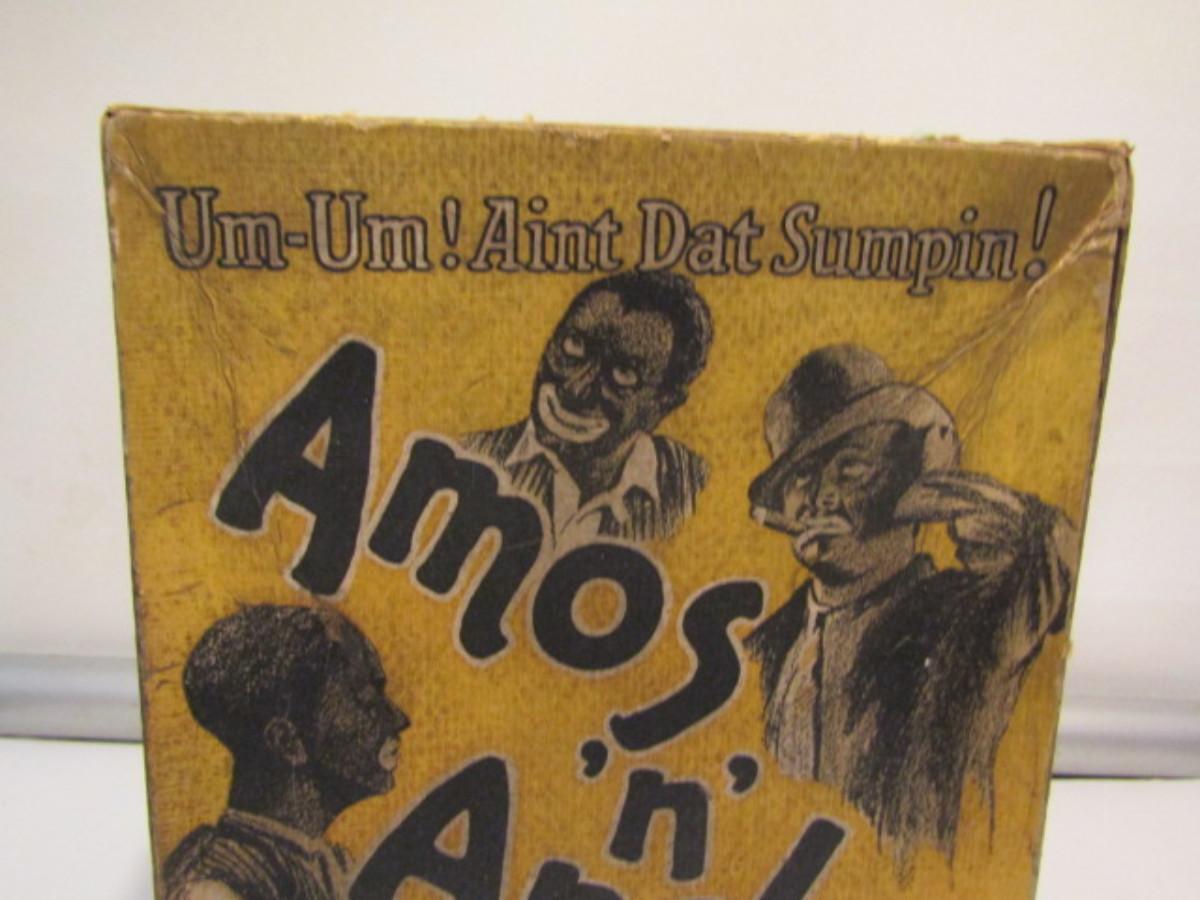 Um-Um! Aint Dat Sumpin!
Amos
'n'